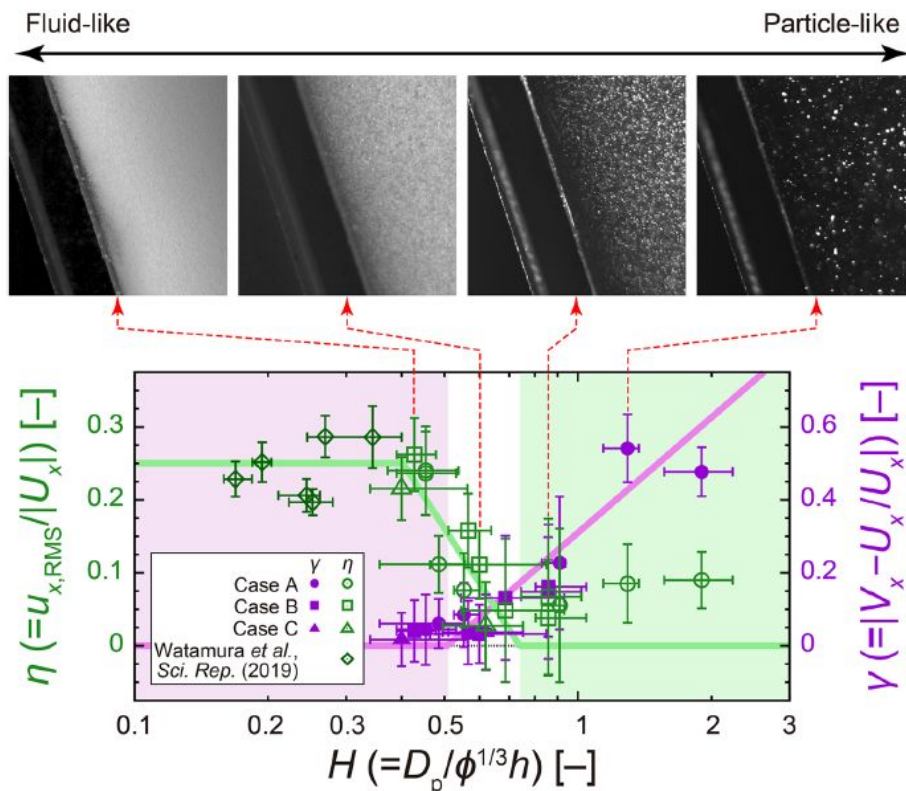 Fluid-like Particle-like
η (=u_x,RMS/|U_x|) [–]
0.3
0.2
0.1
0
γ η
Case A
Case B
Case C
Watamura et al.,
Sci. Rep. (2019)
0.6
0.4
0.2
0
γ (=|V_x–U_x/U_x|) [–]
0.1 0.2 0.3 0.5 1 2 3
H (=D_p/ϕ^1/3h) [–]